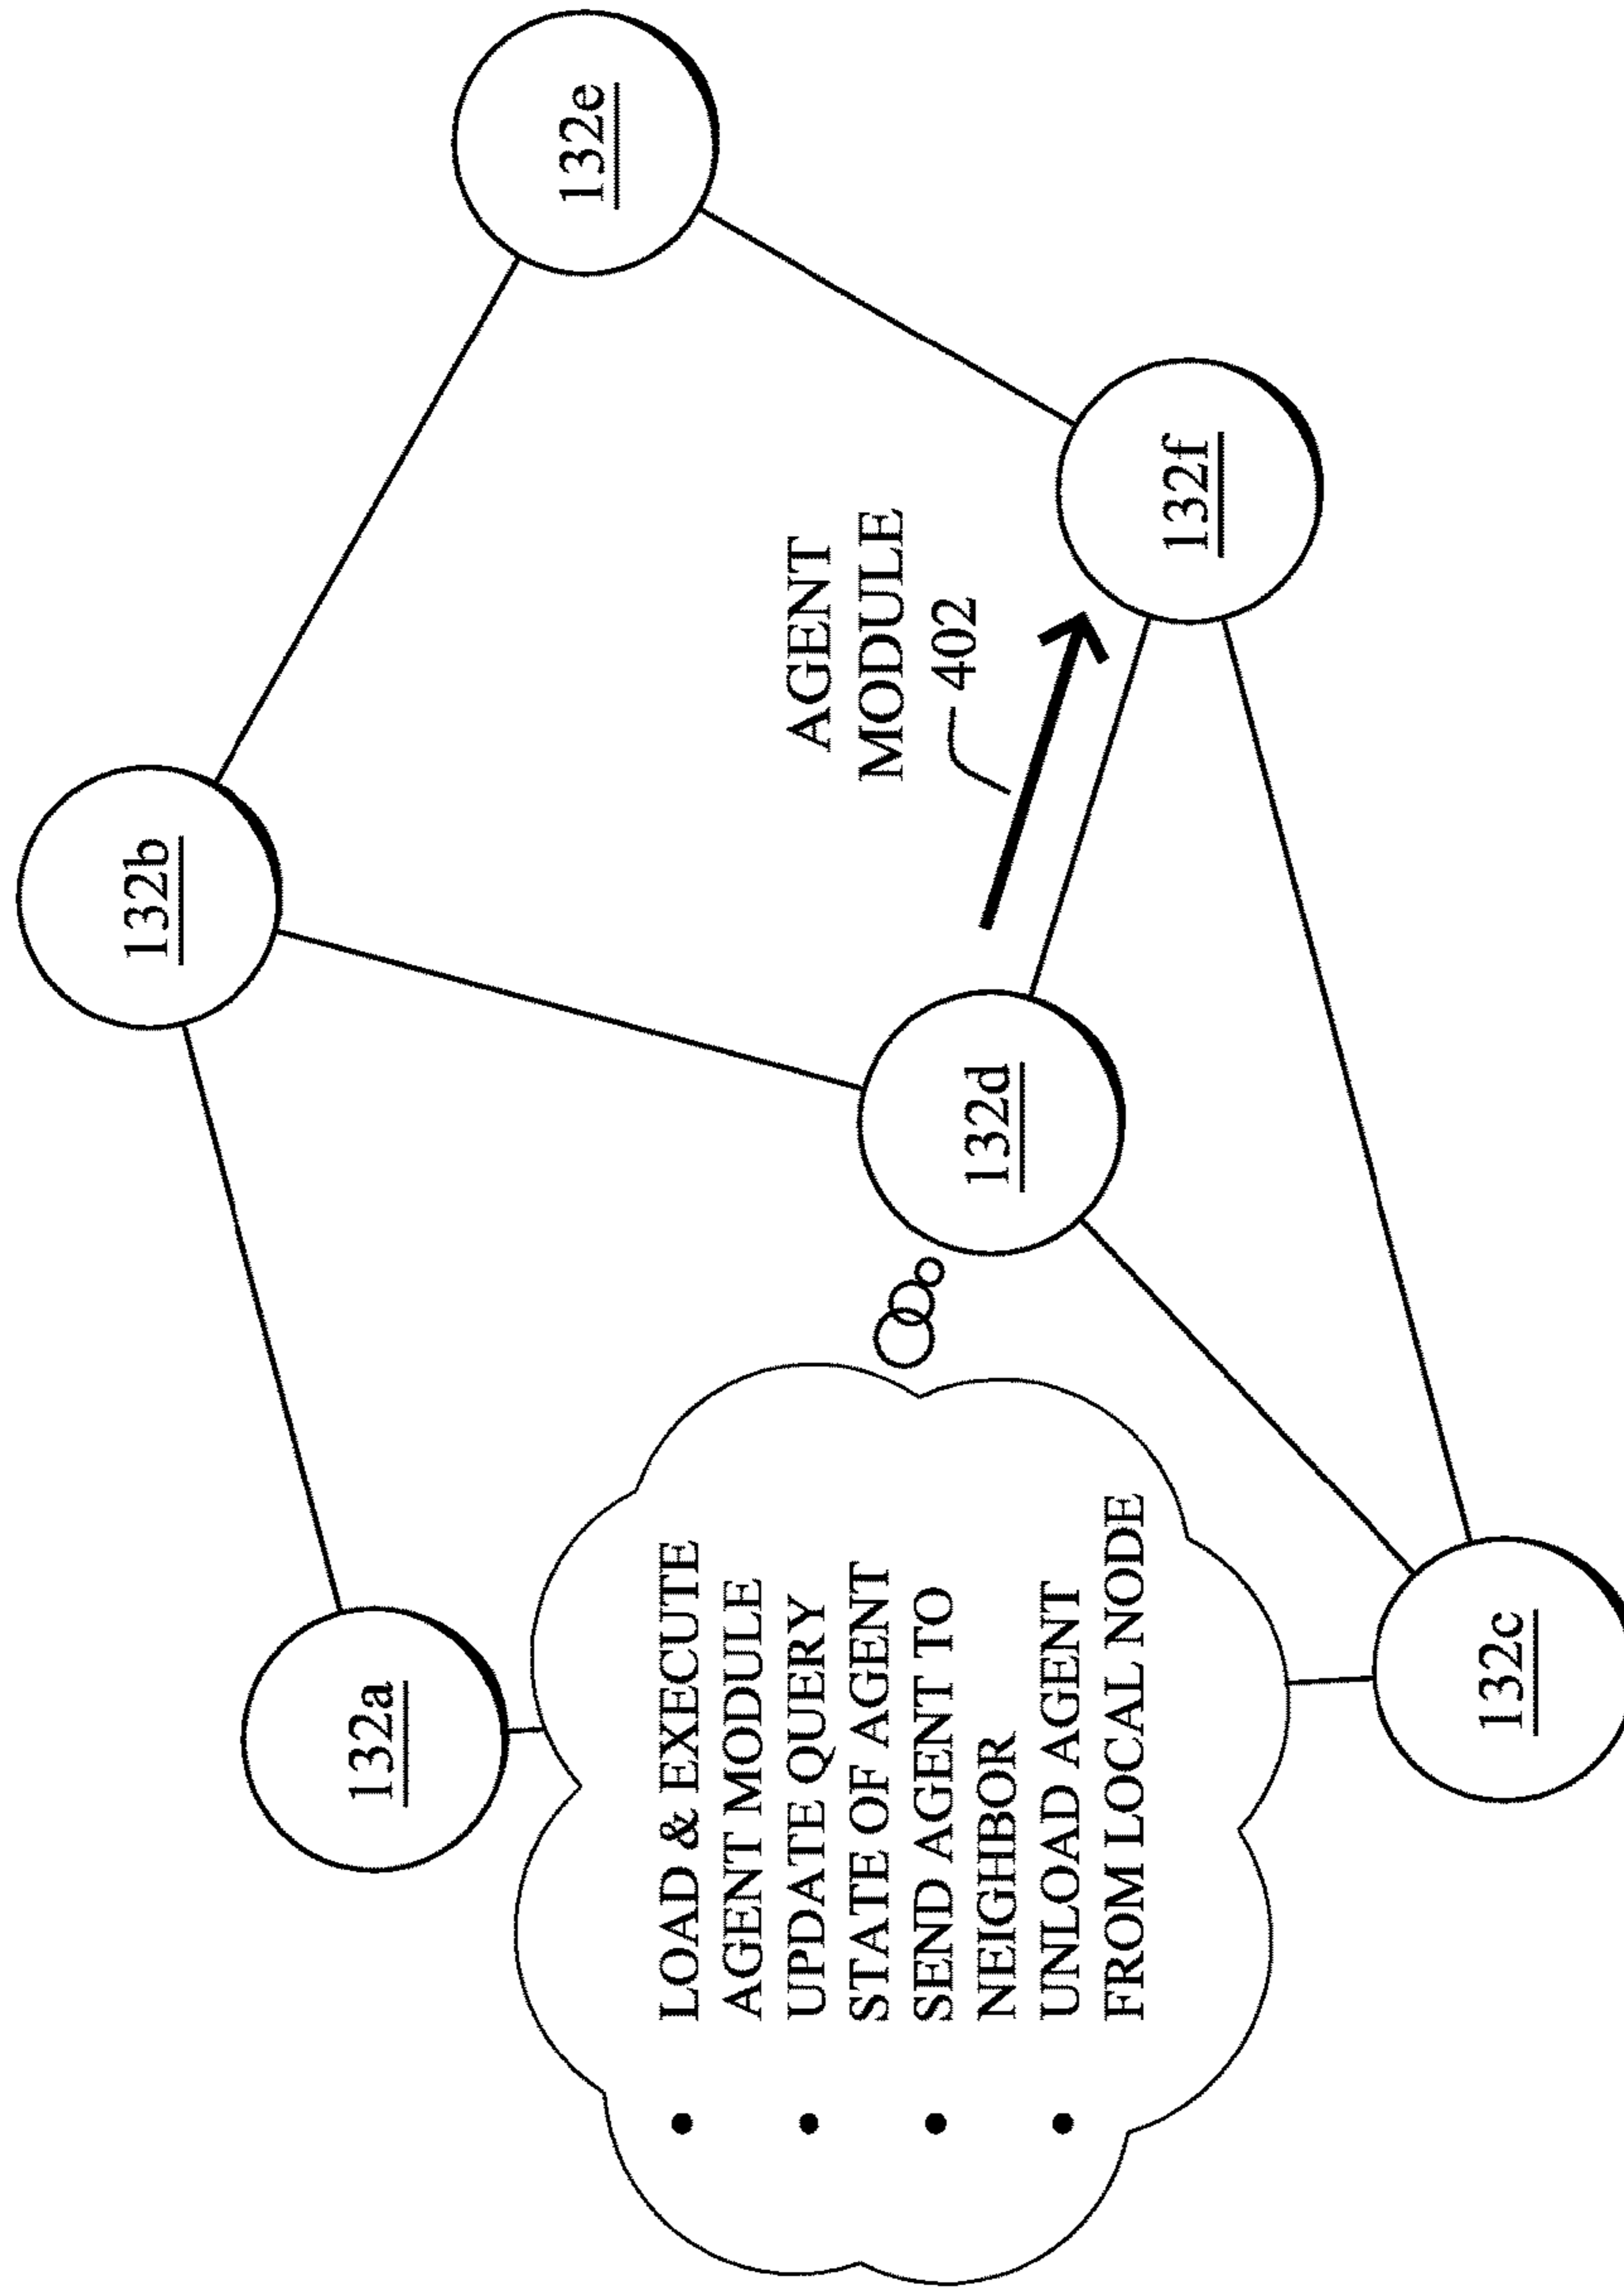 132a
132b
132e
• LOAD & EXECUTE
AGENT MODULE
• UPDATE QUERY
STATE OF AGENT
• SEND AGENT TO
NEIGHBOR
• UNLOAD AGENT
FROM LOCAL NODE
132d
AGENT
MODULE
402
132f
132c